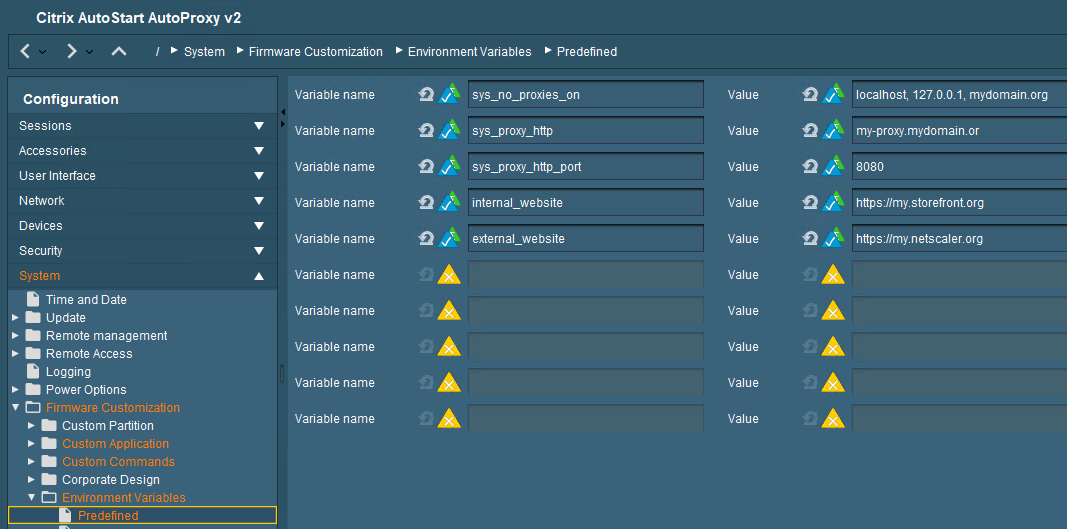 Citrix AutoStart AutoProxy v2
/ System Firmware Customization Environment Variables Predefined
Configuration
Sessions
Accessories
User Interface
Network
Devices
Security
System
Time and Date
Update
Remote management
Remote Access
Logging
Power Options
Firmware Customization
Custom Partition
Custom Application
Custom Commands
Corporate Design
Environment Variables
Predefined
Variable name sys_no_proxies_on Value localhost, 127.0.0.1, mydomain.org
Variable name sys_proxy_http Value my-proxy.mydomain.or
Variable name sys_proxy_http_port Value 8080
Variable name internal_website Value https://my.storefront.org
Variable name external_website Value https://my.netscaler.org
Variable name Value
Variable name Value
Variable name Value
Variable name Value
Variable name Value